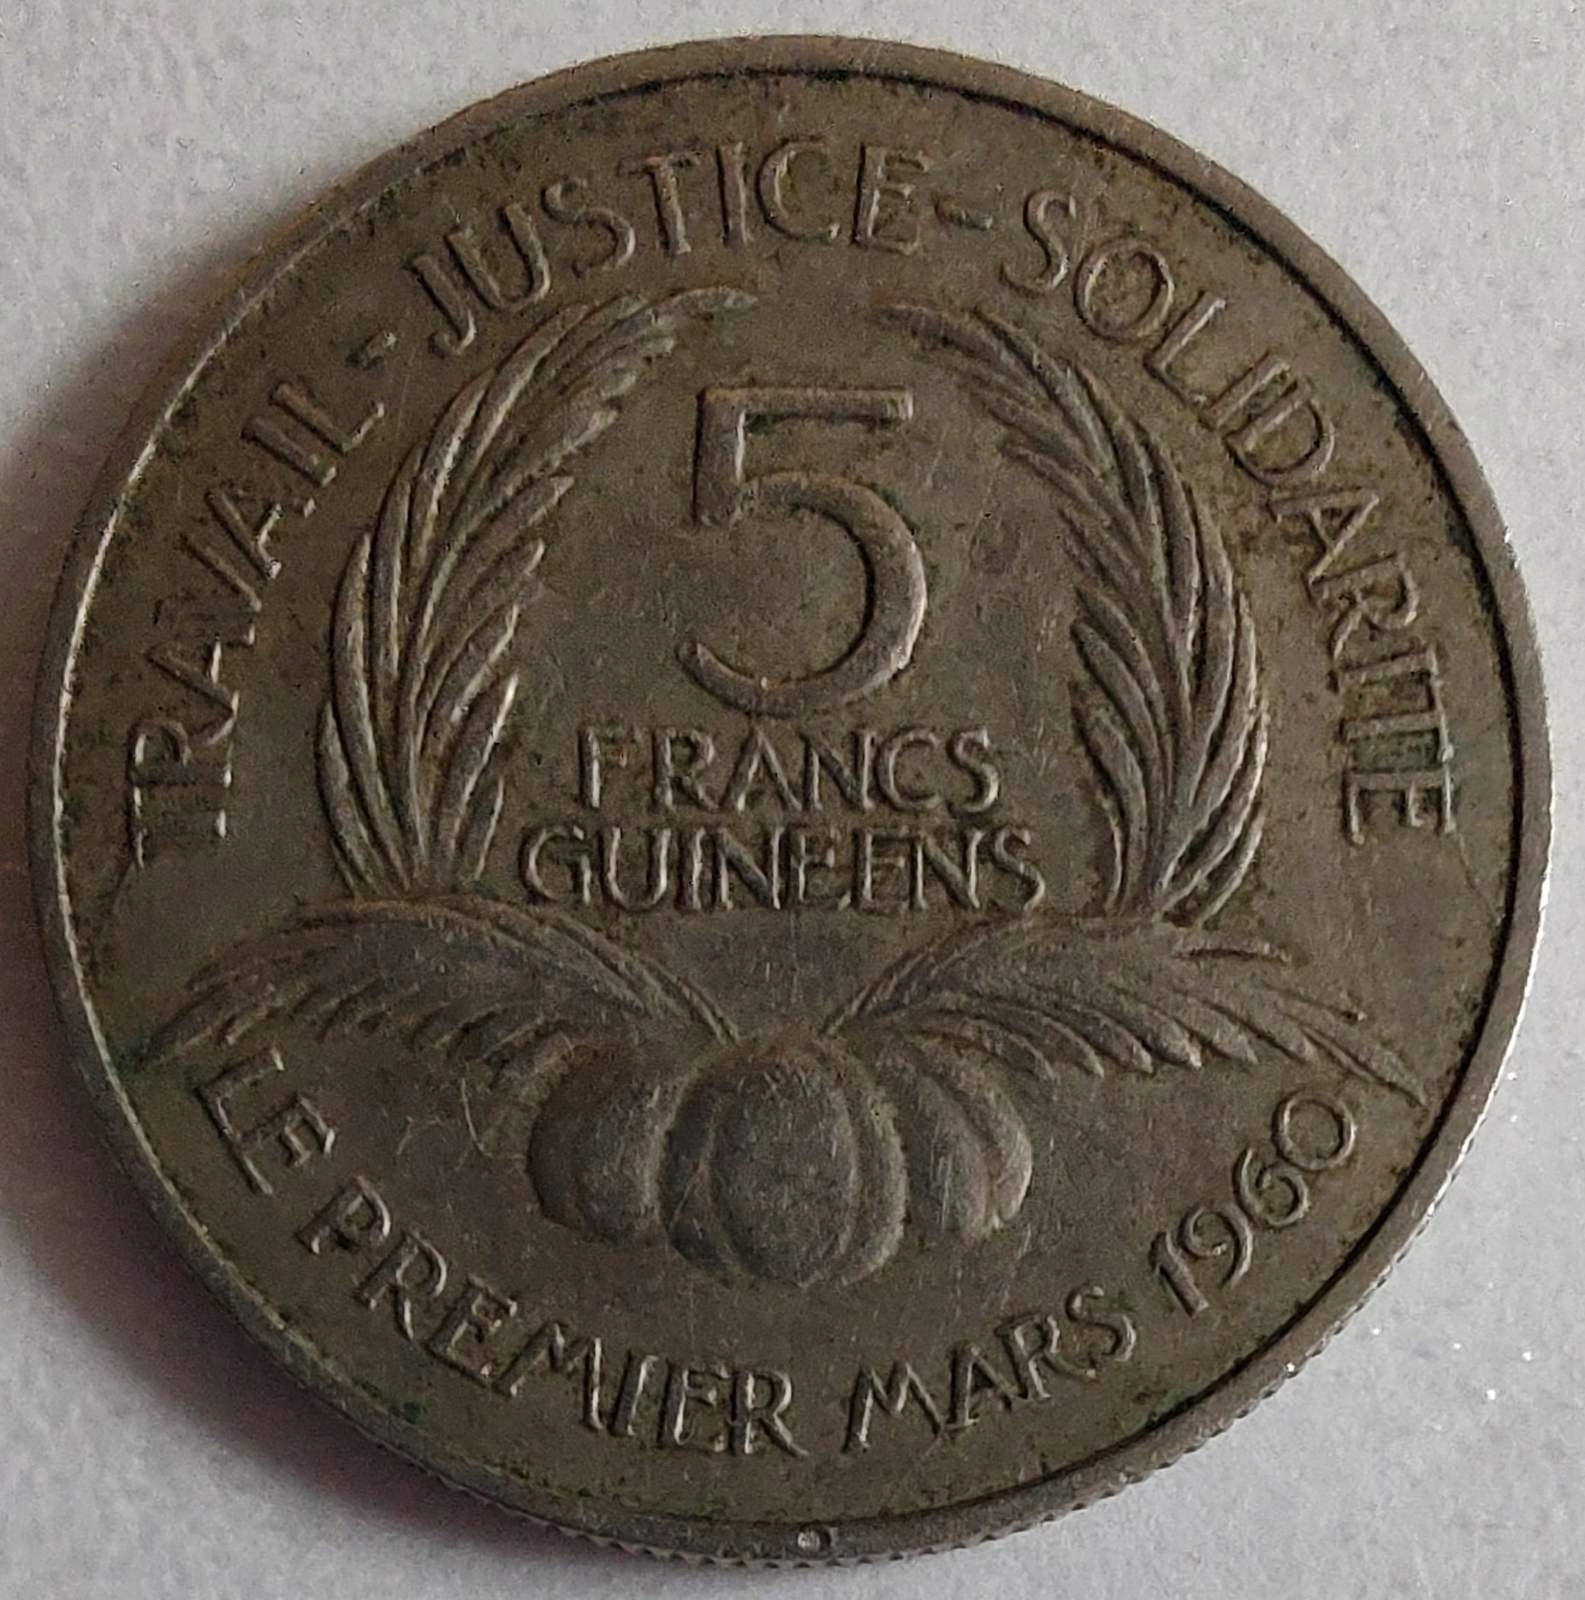 TRAVAIL - JUSTICE - SOLIDARITE
5
FRANCS
GUINEENS
LE PREMIER MARS 1960